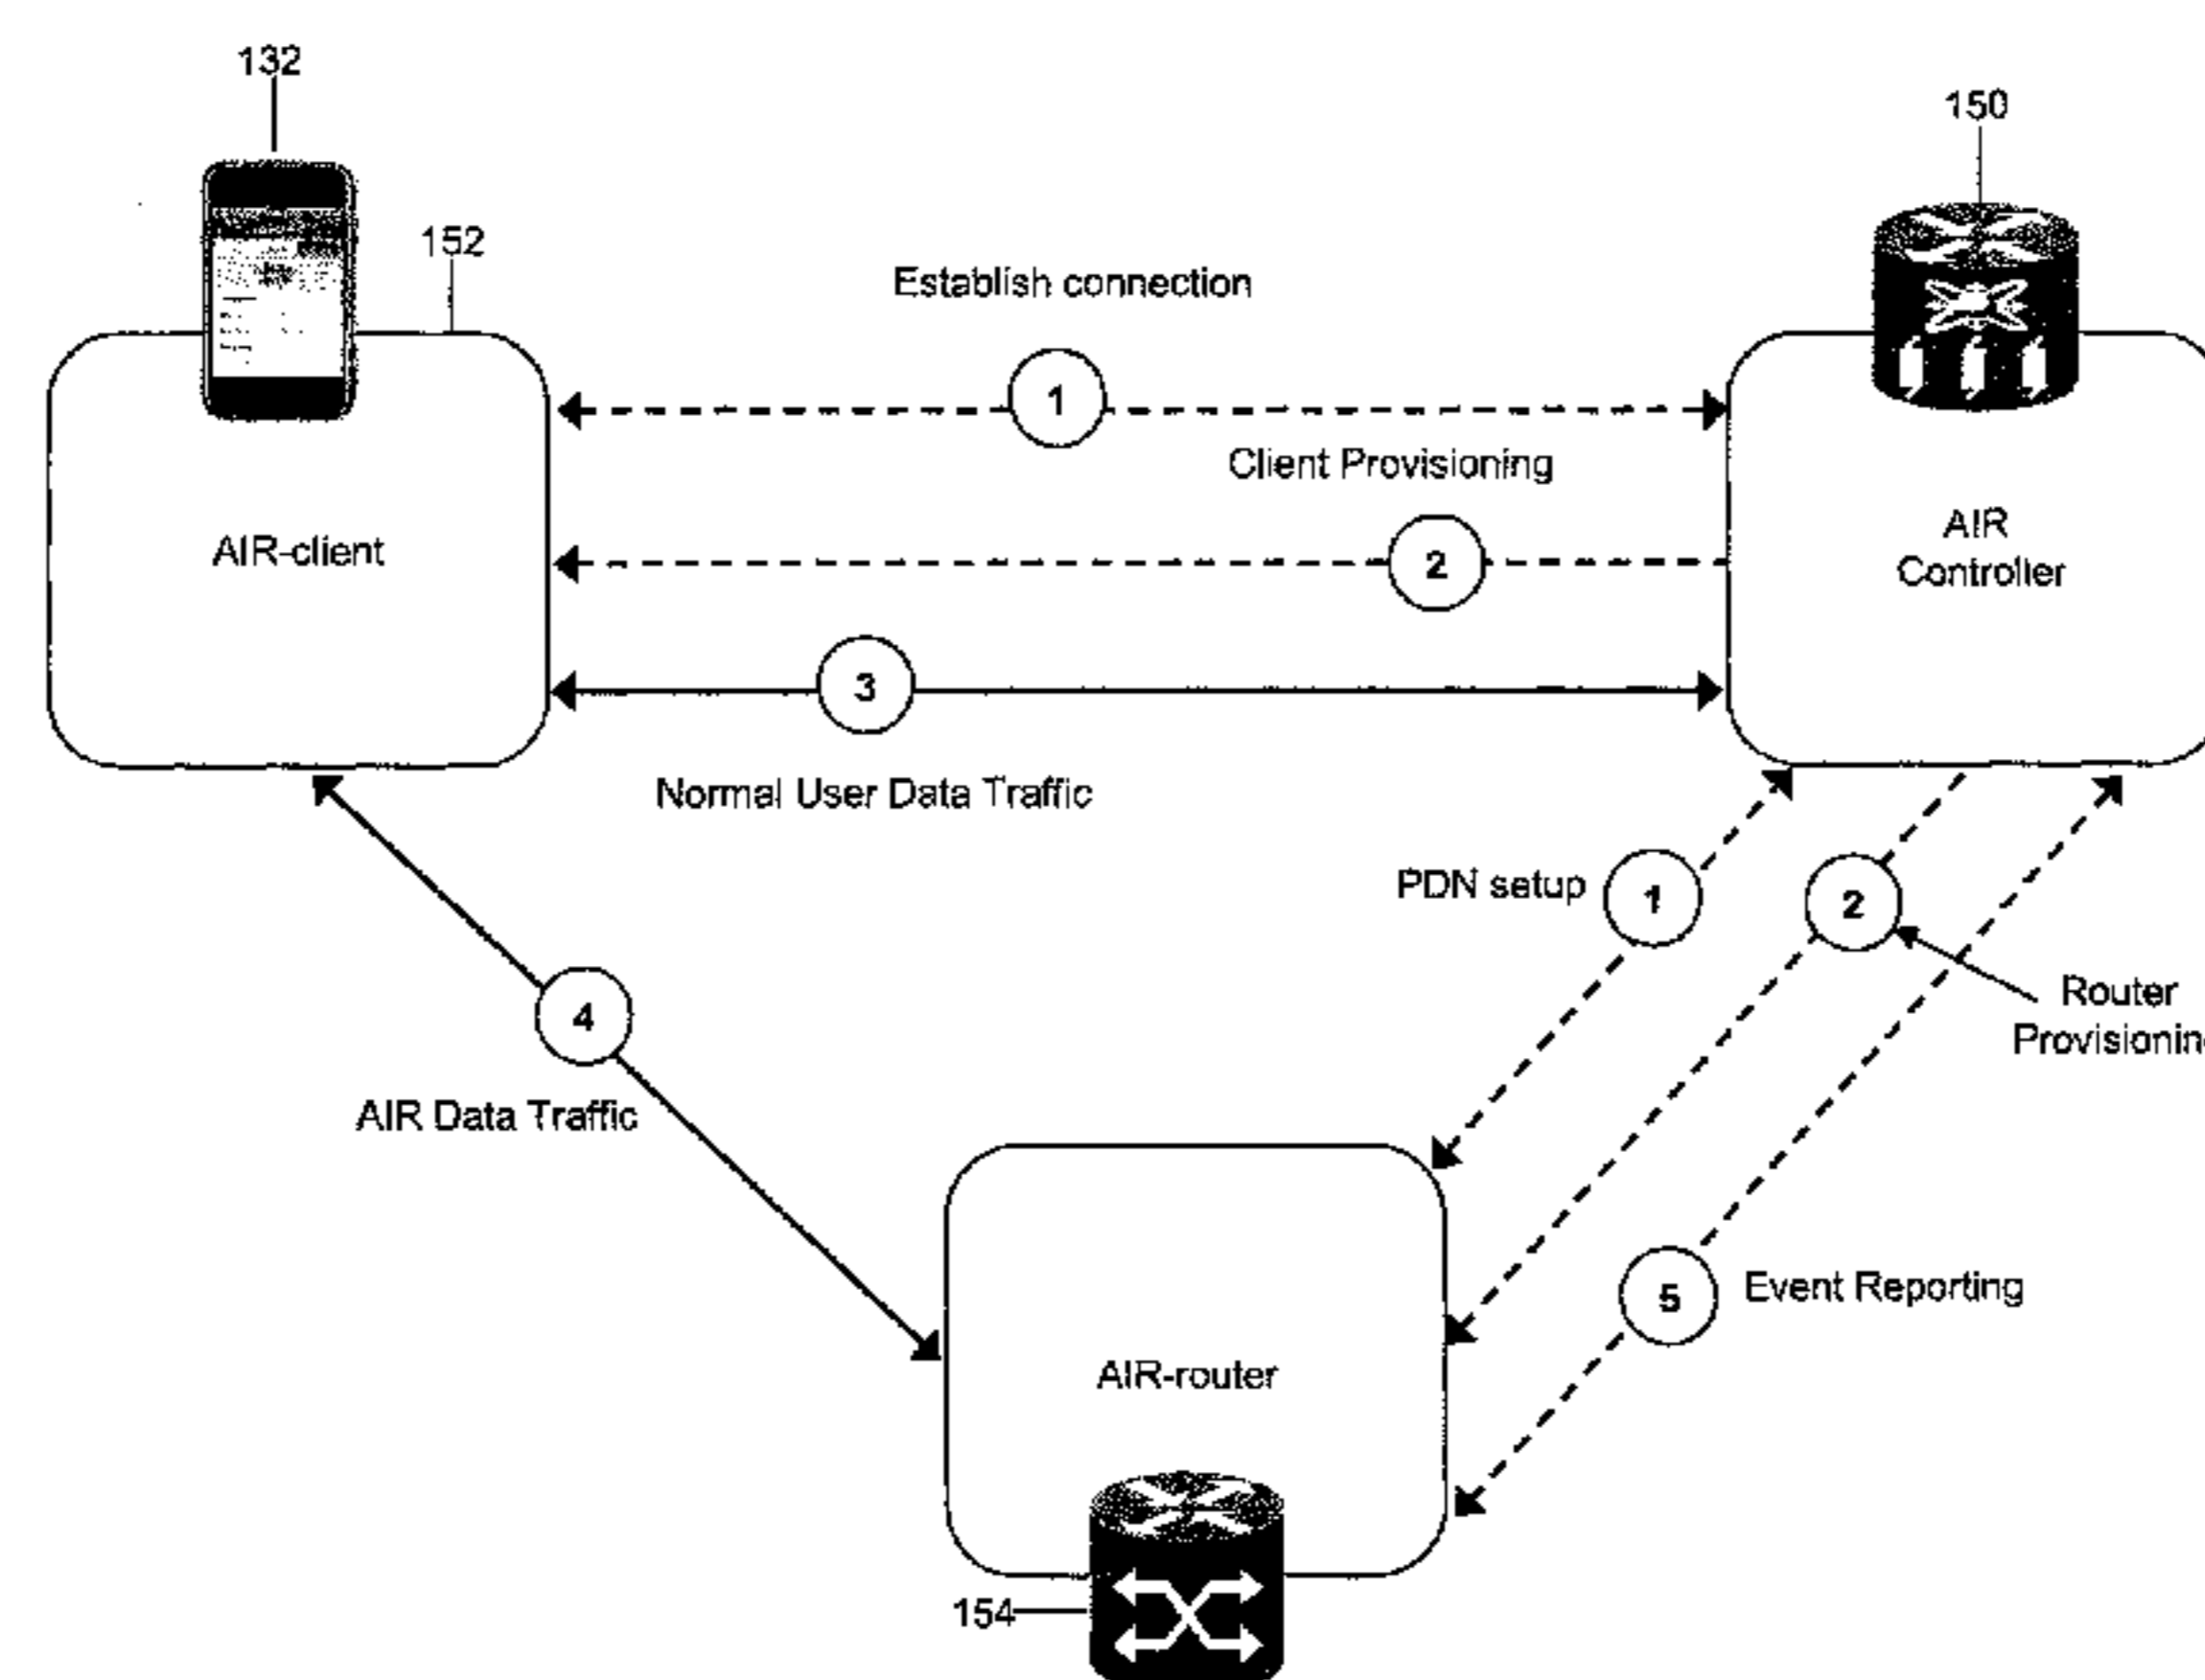 132
150
152
Establish connection
1
Client Provisioning
AIR-client
2
AIR
Controller
3
Normal User Data Traffic
PDN setup
1
2
Router
4
AIR Data Traffic
5
Event Reporting
AIR-router
154